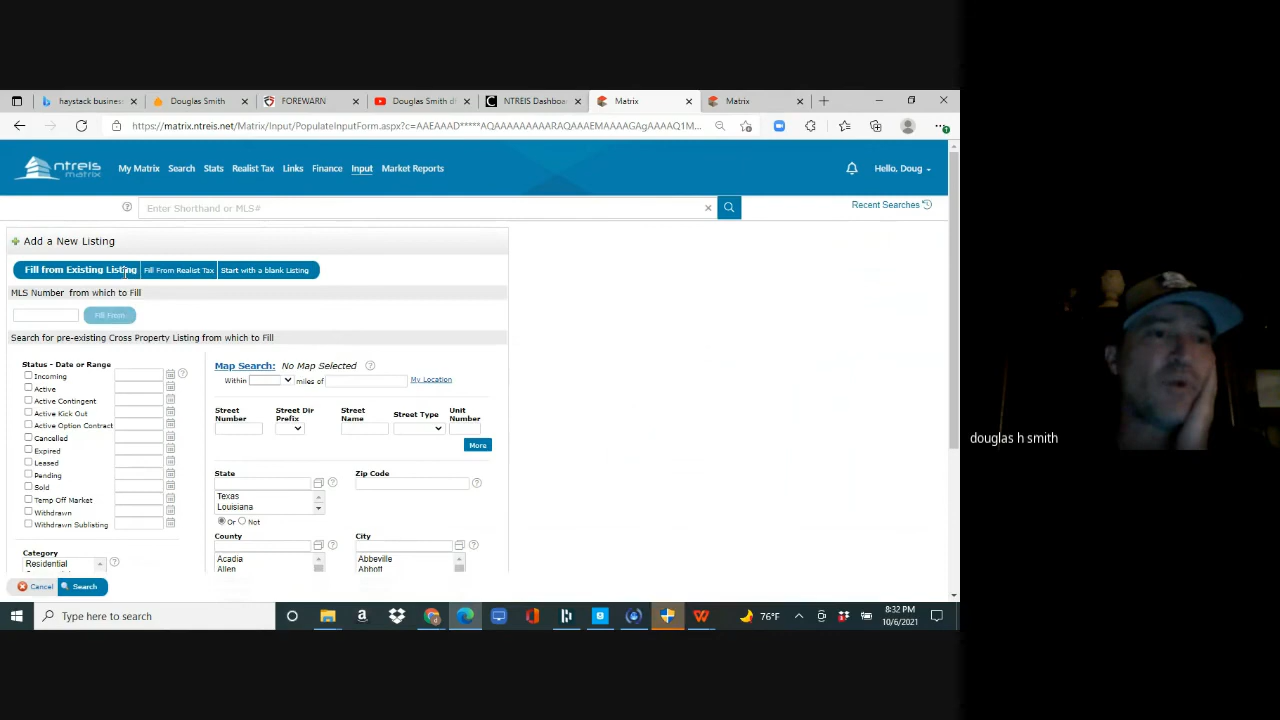 haystack busines
Douglas Smith
FOREWARN
Douglas Smith df
NTREIS Dashboa
Matrix
Matrix
https://matrix.ntreis.net/Matrix/Input/PopulateInputForm.aspx?c=AAEAAAD*****AQAAAAAAAAARAQAAAEMAAAAGAgAAAAQ1M...
ntreis
matrix
My Matrix Search Stats Realist Tax Links Finance Input Market Reports
Hello, Doug
Enter Shorthand or MLS#
Recent Searches
Add a New Listing
Fill from Existing Listing Fill From Realist Tax Start with a blank Listing
MLS Number from which to Fill
Fill From
Search for pre-existing Cross Property Listing from which to Fill
Status - Date or Range
Incoming
Active
Active Contingent
Active Kick Out
Active Option Contract
Cancelled
Expired
Leased
Pending
Sold
Temp Off Market
Withdrawn
Withdrawn Sublisting
Category
Residential
Map Search: No Map Selected
Within miles of My Location
Street Number
Street Dir Prefix
Street Name
Street Type
Unit Number
More
State
Texas
Louisiana
Or Not
Zip Code
County
Acadia
Allen
City
Abbeville
Abbott
Cancel Search
Type here to search
76°F
8:32 PM
10/6/2021
douglas h smith